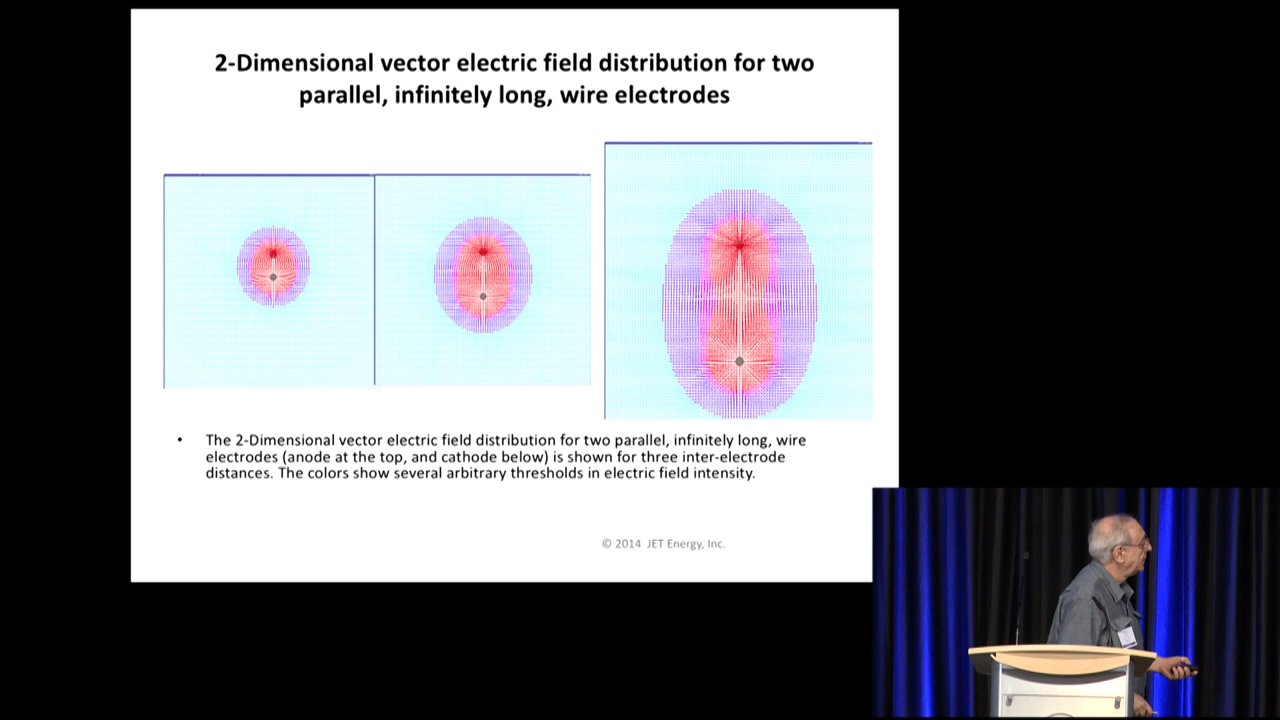 2-Dimensional vector electric field distribution for two
parallel, infinitely long, wire electrodes
• The 2-Dimensional vector electric field distribution for two parallel, infinitely long, wire
electrodes (anode at the top, and cathode below) is shown for three inter-electrode
distances. The colors show several arbitrary thresholds in electric field intensity.
© 2014 JET Energy, Inc.